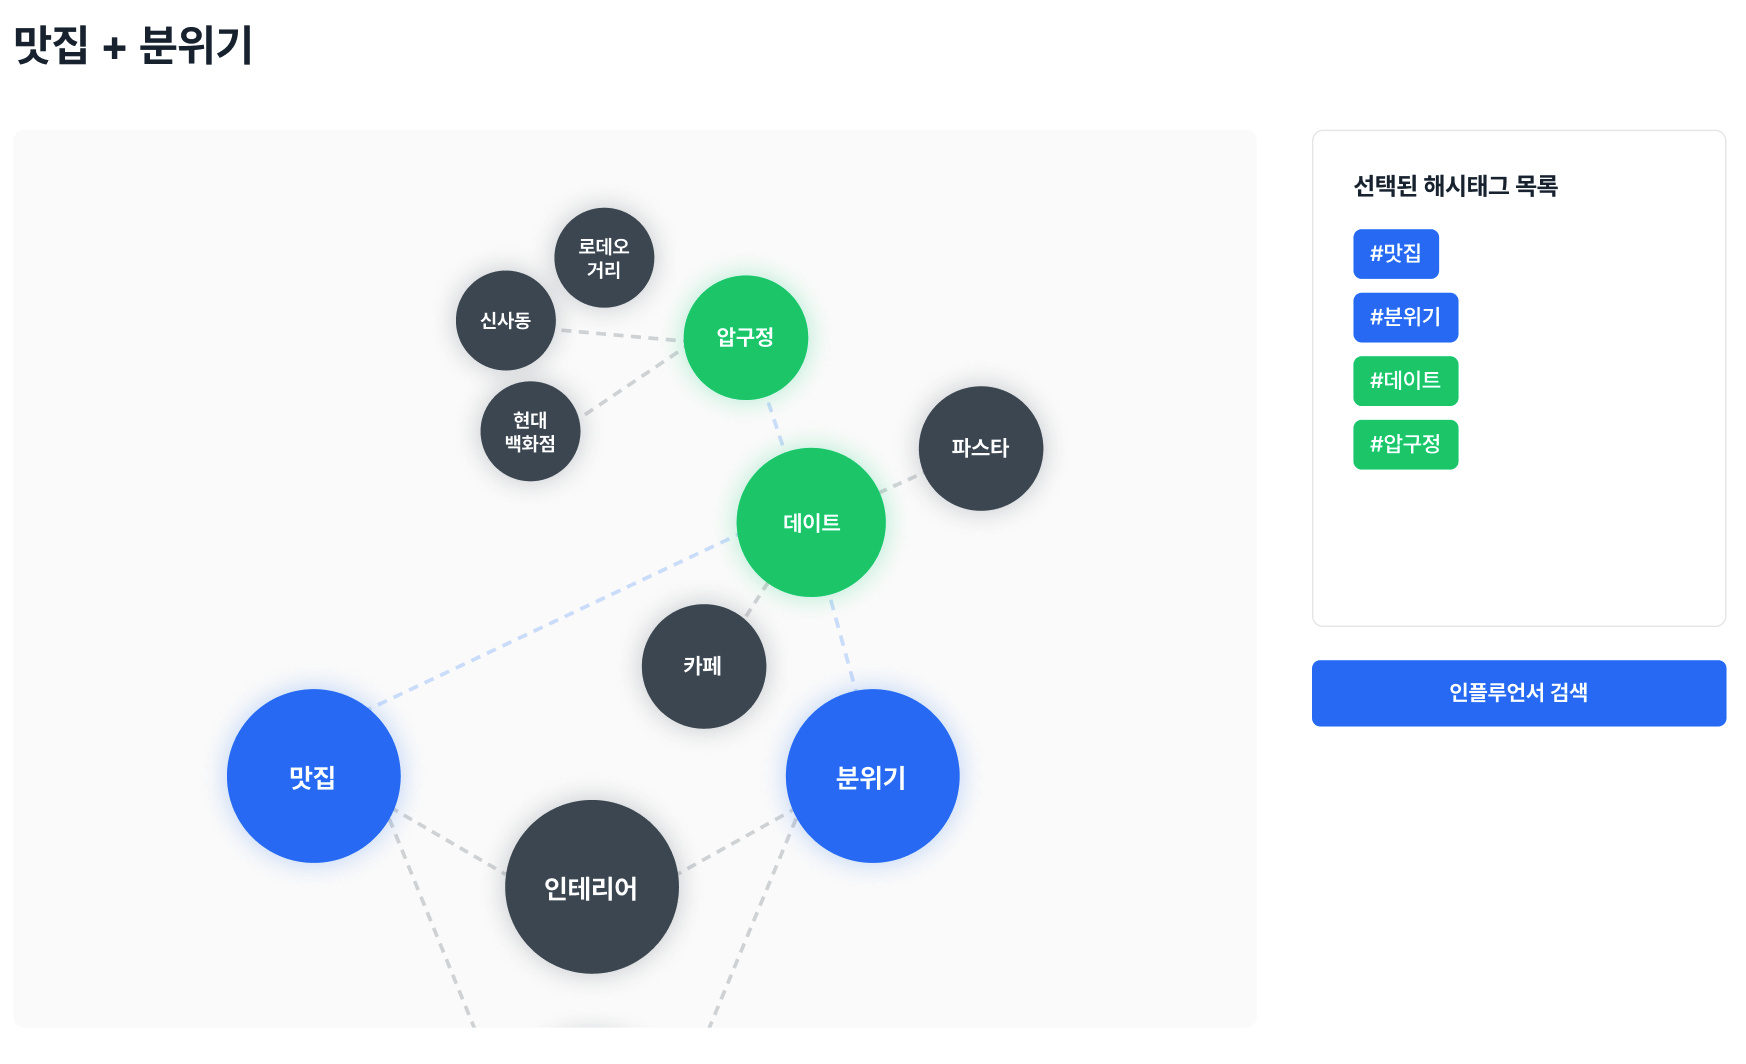 맛집 + 분위기
로데오
거리
신사동
압구정
현대
백화점
파스타
데이트
카페
맛집
분위기
인테리어
선택된 해시태그 목록
#맛집
#분위기
#데이트
#압구정
인플루언서 검색